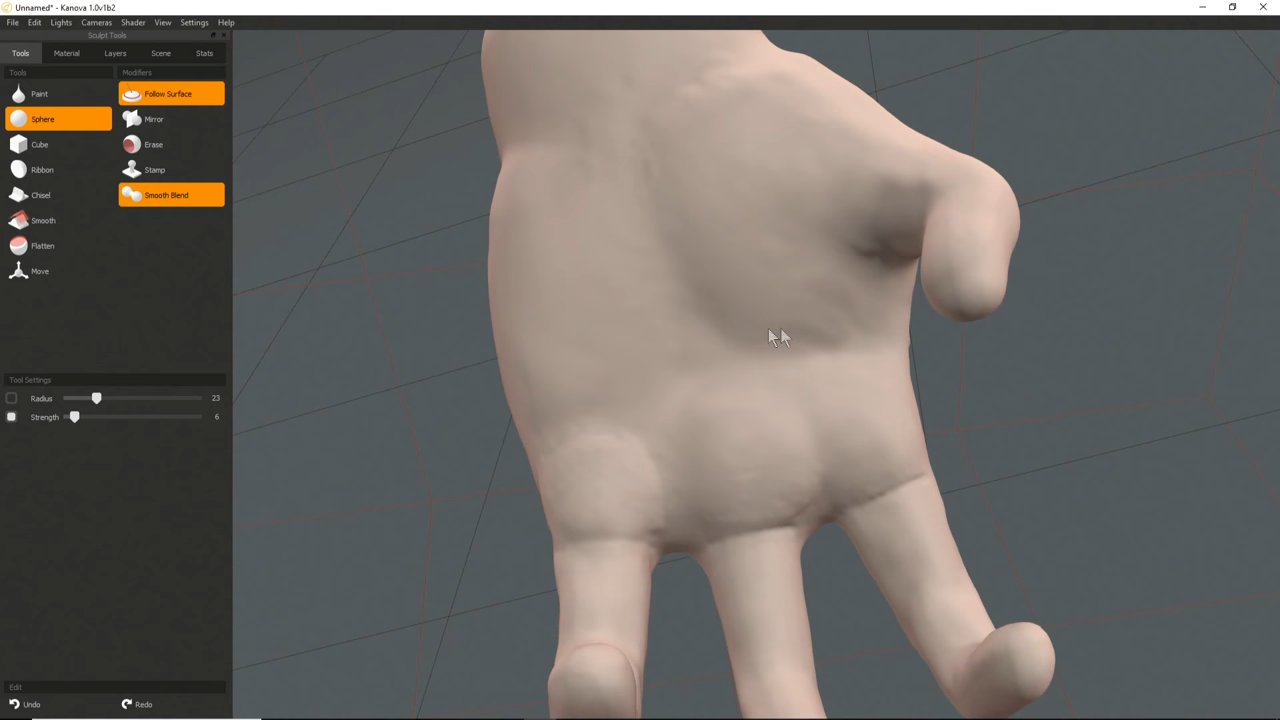 Unnamed* - Kanova 1.0v1b2
File Edit Lights Cameras Shader View Settings Help
Sculpt Tools
Tools Material Layers Scene Stats
Tools Modifiers
Paint Follow Surface
Sphere Mirror
Cube Erase
Ribbon Stamp
Chisel Smooth Blend
Smooth
Flatten
Move
Tool Settings
Radius 23
Strength 6
Edit
Undo Redo